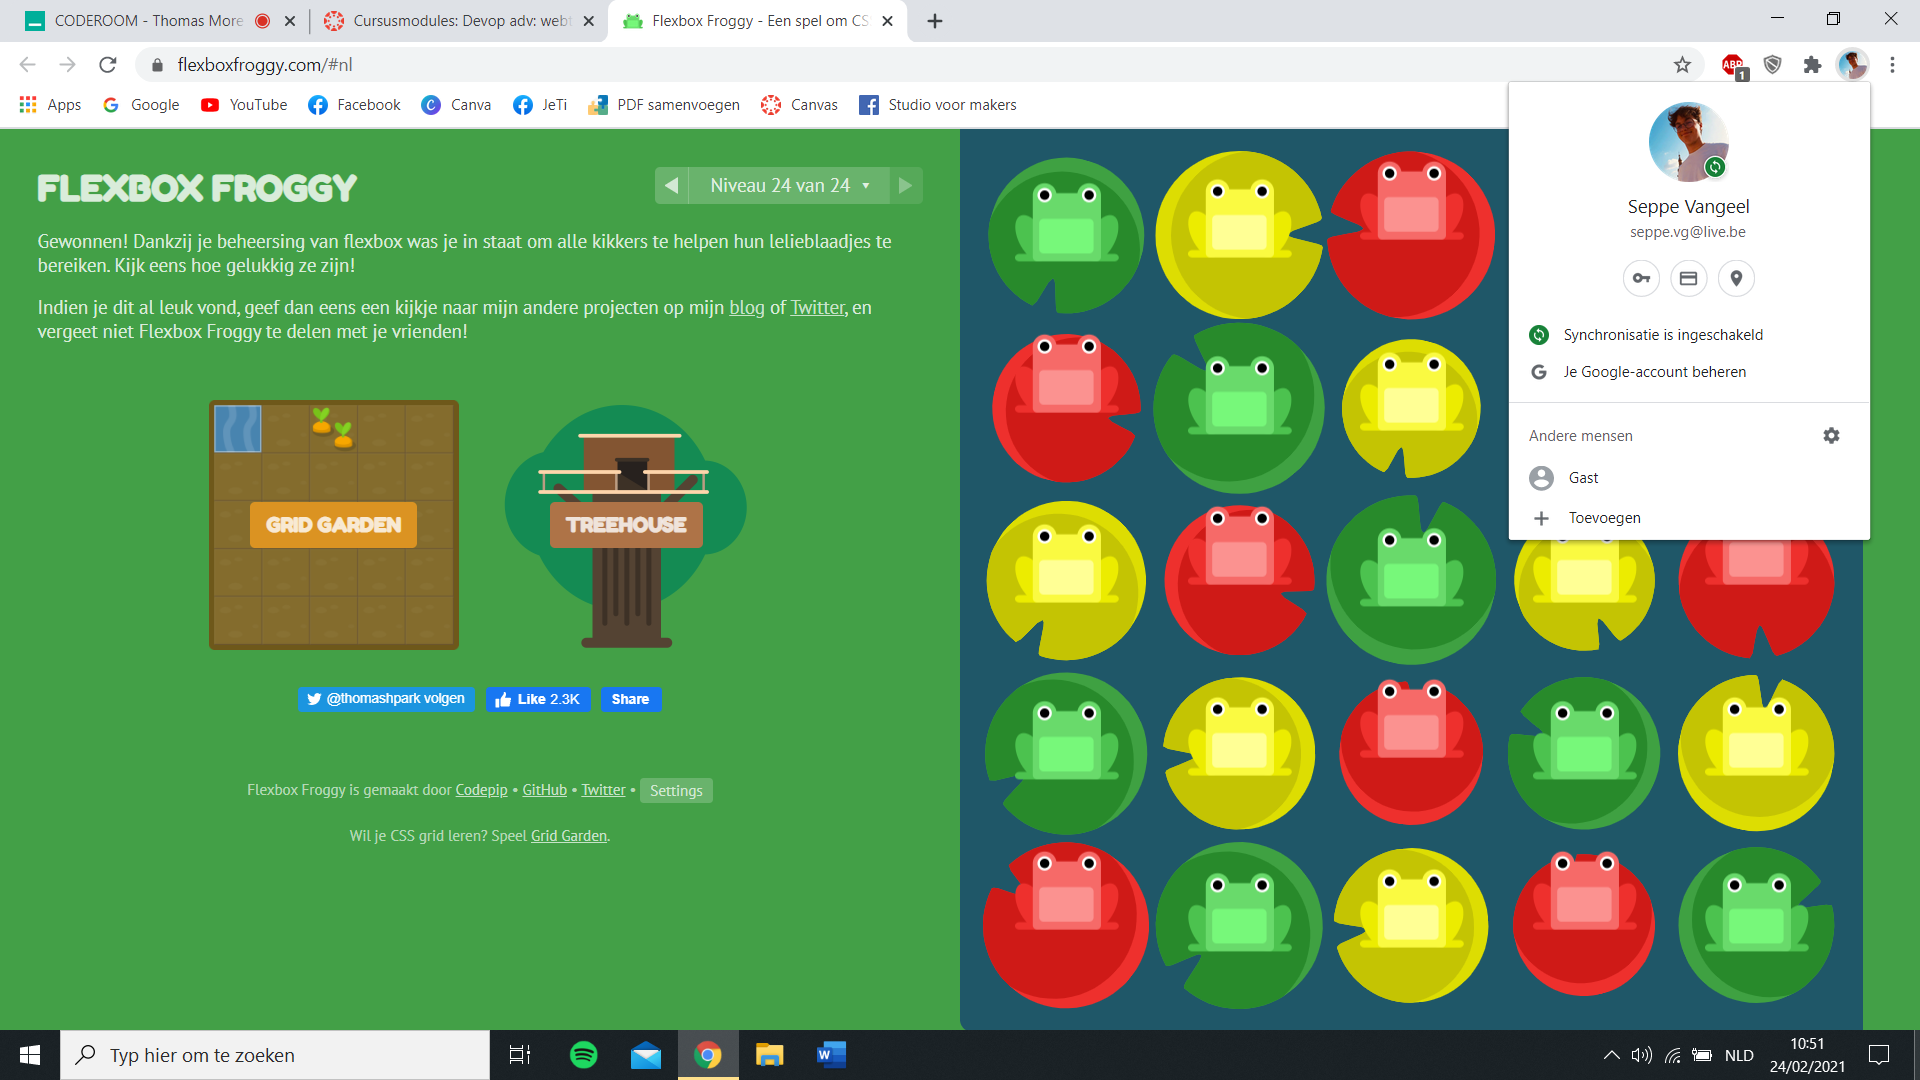 CODEROOM - Thomas More
Cursusmodules: Devop adv: webt
Flexbox Froggy - Een spel om CS
flexboxfroggy.com/#nl
ABP
1
Apps
Google
YouTube
Facebook
Canva
JeTi
PDF samenvoegen
Canvas
Studio voor makers
FLEXBOX FROGGY
Niveau 24 van 24
Gewonnen! Dankzij je beheersing van flexbox was je in staat om alle kikkers te helpen hun lelieblaadjes te
bereiken. Kijk eens hoe gelukkig ze zijn!
Indien je dit al leuk vond, geef dan eens een kijkje naar mijn andere projecten op mijn blog of Twitter, en
vergeet niet Flexbox Froggy te delen met je vrienden!
GRID GARDEN
TREEHOUSE
@thomashpark volgen
Like 2.3K
Share
Flexbox Froggy is gemaakt door Codepip • GitHub • Twitter • Settings
Wil je CSS grid leren? Speel Grid Garden.
Seppe Vangeel
seppe.vg@live.be
Synchronisatie is ingeschakeld
Je Google-account beheren
Andere mensen
Gast
Toevoegen
Typ hier om te zoeken
NLD
10:51
24/02/2021